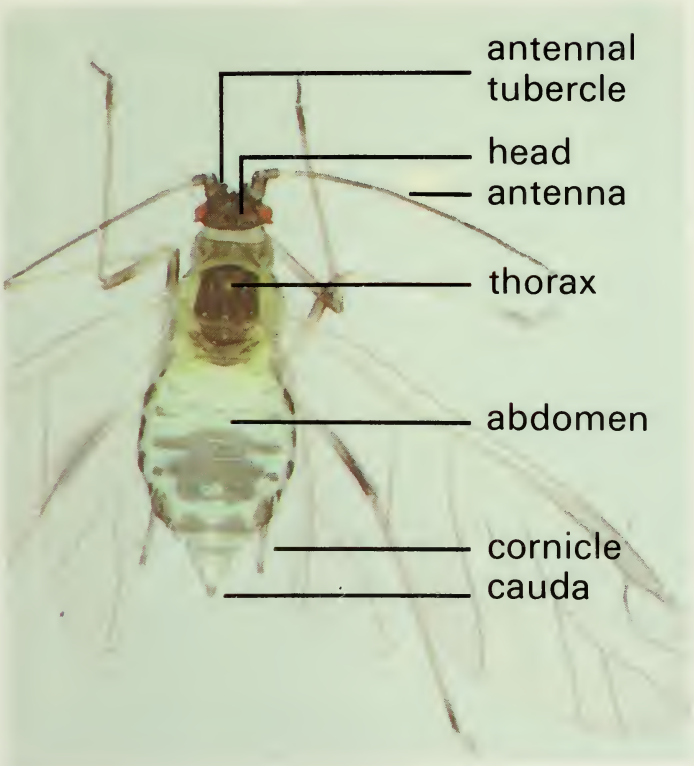 antennal
tubercle
head
antenna
thorax
abdomen
cornicle
cauda